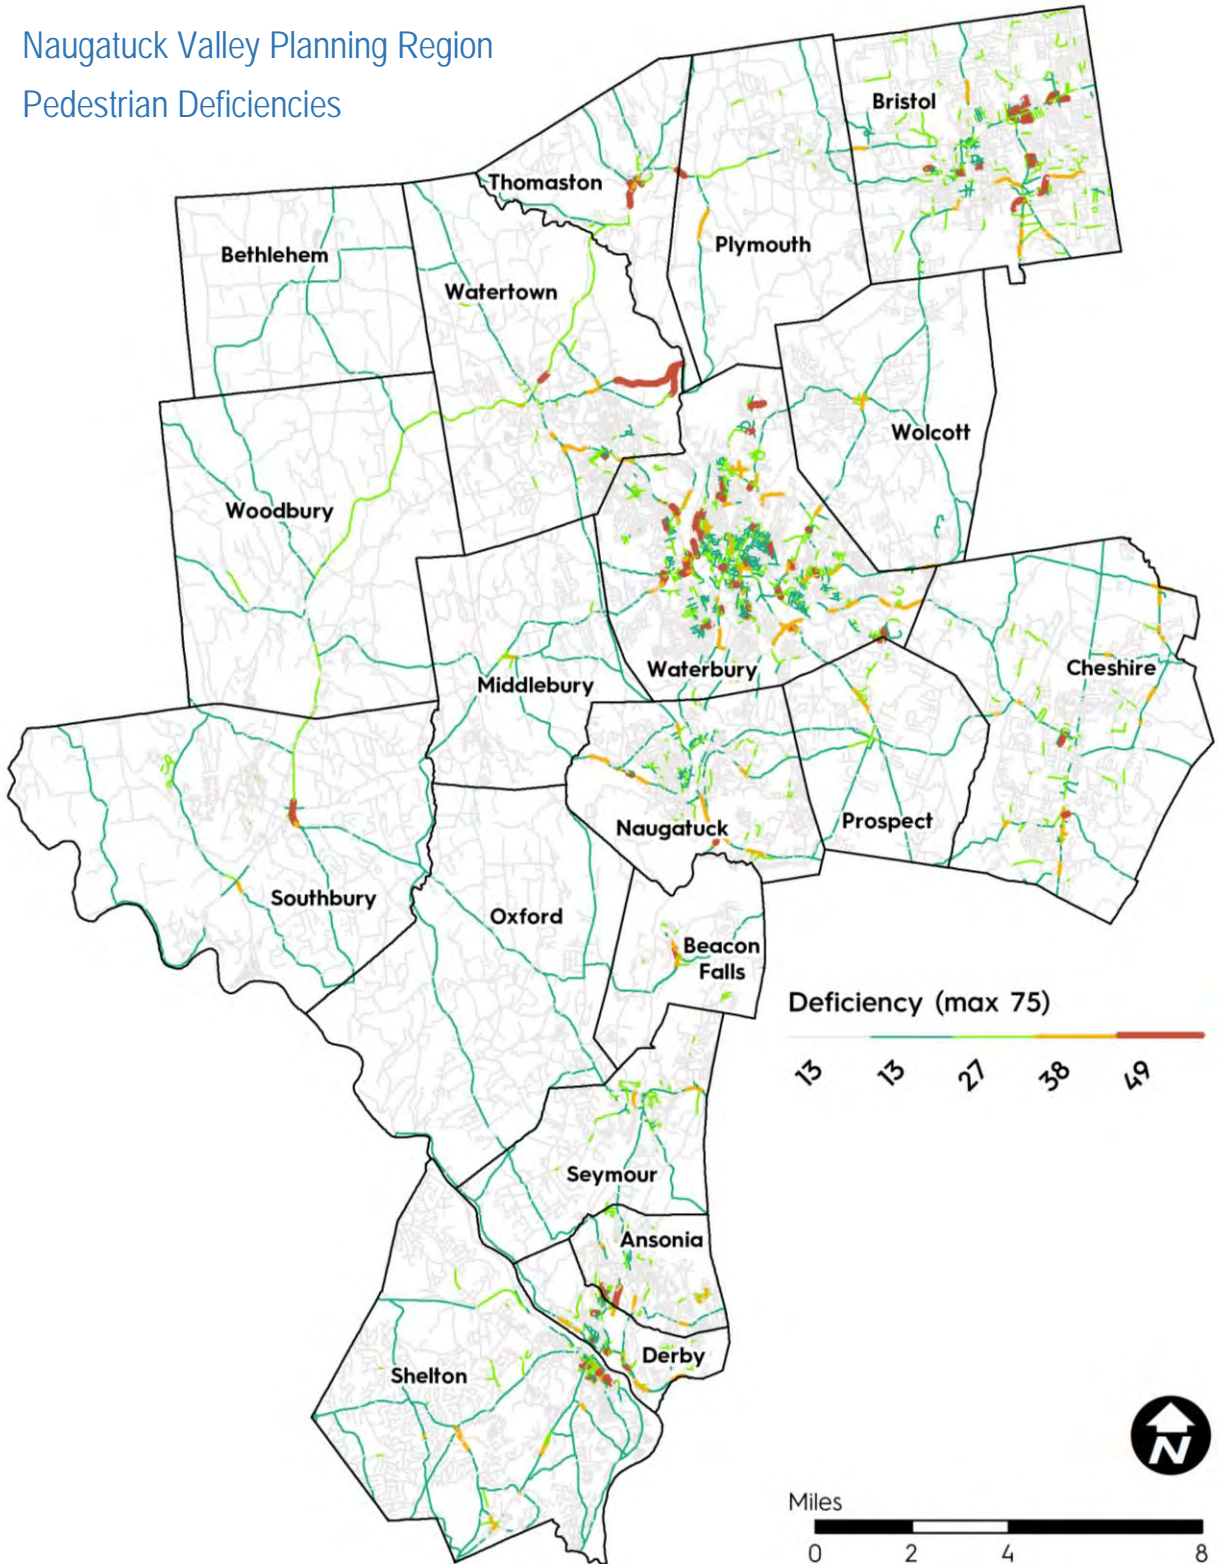 Naugatuck Valley Planning Region
Pedestrian Deficiencies
Bristol
Thomaston
Plymouth
Bethlehem
Watertown
Wolcott
Woodbury
Waterbury
Cheshire
Middlebury
Naugatuck
Prospect
Southbury
Oxford
Beacon
Falls
Deficiency (max 75)
13
13
27
38
49
Seymour
Ansonia
Derby
Shelton
N
Miles
0
2
4
8